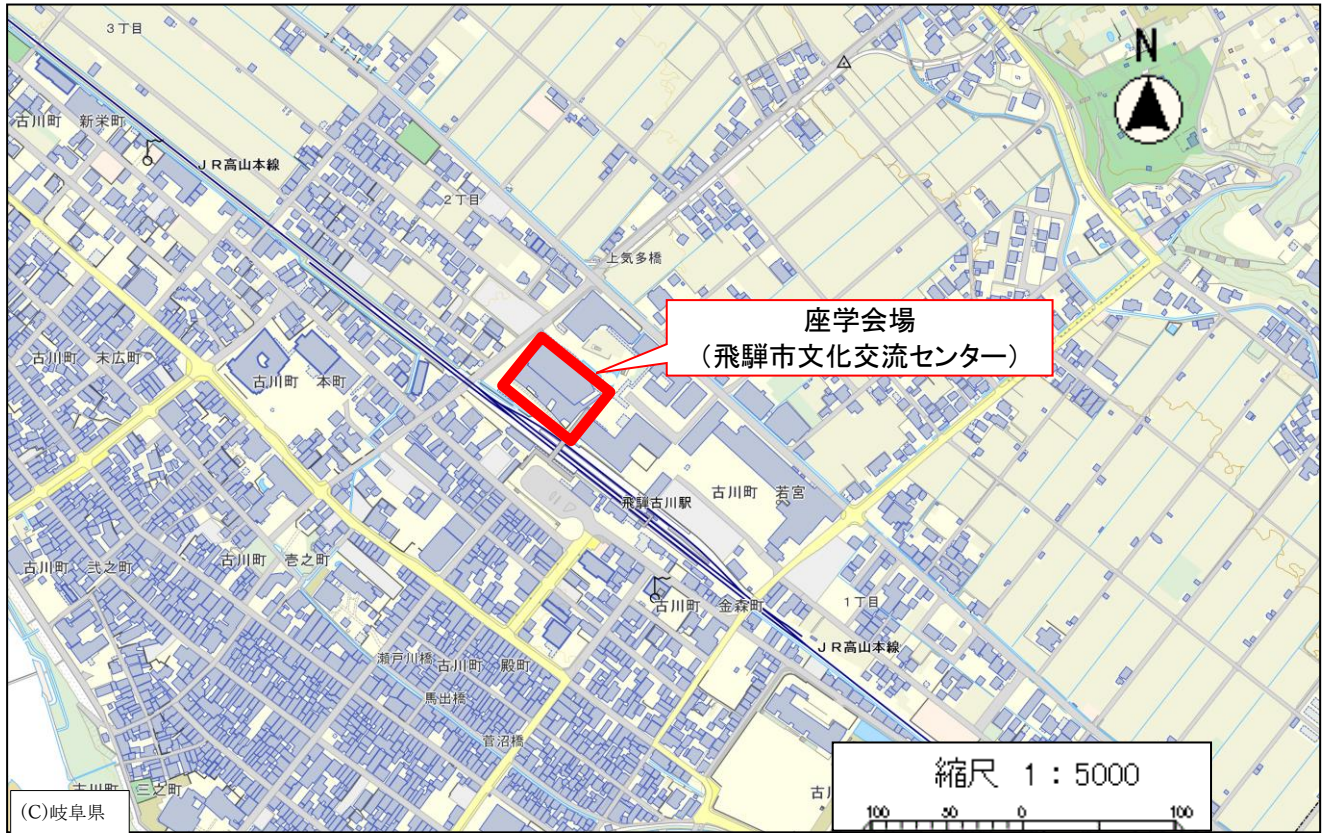 3丁目
N
古川町 新栄町
JR高山本線
2丁目
上気多橋
座学会場
（飛騨市文化交流センター）
古川町 末広町
古川町 本町
飛騨古川駅
古川町 若宮
古川町 壱之町
古川町 弐之町
古川町 金森町
1丁目
JR高山本線
瀬戸川橋
古川町 殿町
馬出橋
菅沼橋
縮尺 1：5000
100 50 0 100
古川町 三之町
(C)岐阜県